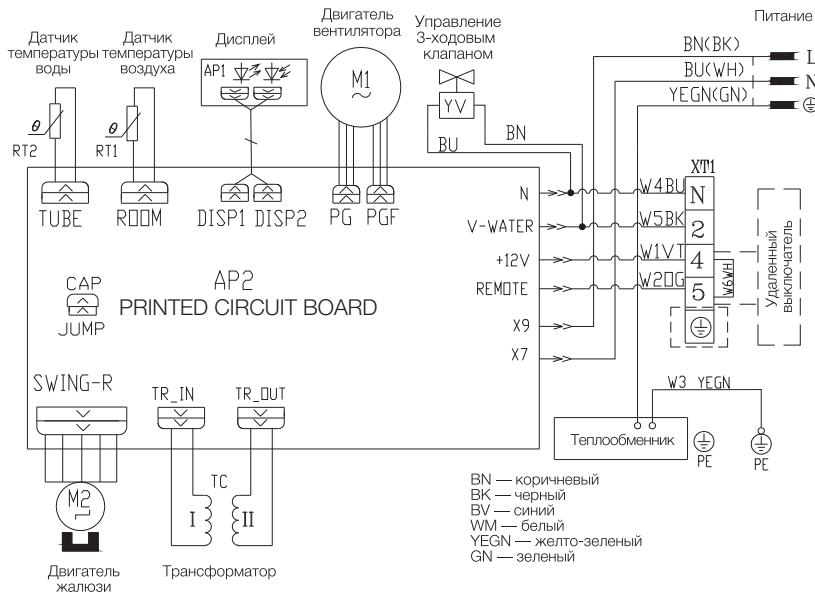 Датчик температуры воды
Датчик температуры воздуха
Дисплей
Двигатель вентилятора
Управление 3-ходовым клапаном
Питание
BN(BK)
L
BU(WH)
N
YEGN(GN)
AP1
M1
~
YV
BU
BN
θ
RT2
θ
RT1
TUBE
ROOM
DISP1
DISP2
PG
PGF
N
V-WATER
+12V
REMOTE
X9
X7
W4BU
W5BK
W1VT
W2OG
XT1
N
2
4
5
W6WH
Удаленный выключатель
CAP
JUMP
AP2
PRINTED CIRCUIT BOARD
SWING-R
TR_IN
TR_OUT
W3 YEGN
Теплообменник
PE
PE
M2
TC
I
II
Двигатель жалюзи
Трансформатор
BN — коричневый
BK — черный
BV — синий
WM — белый
YEGN — желто-зеленый
GN — зеленый